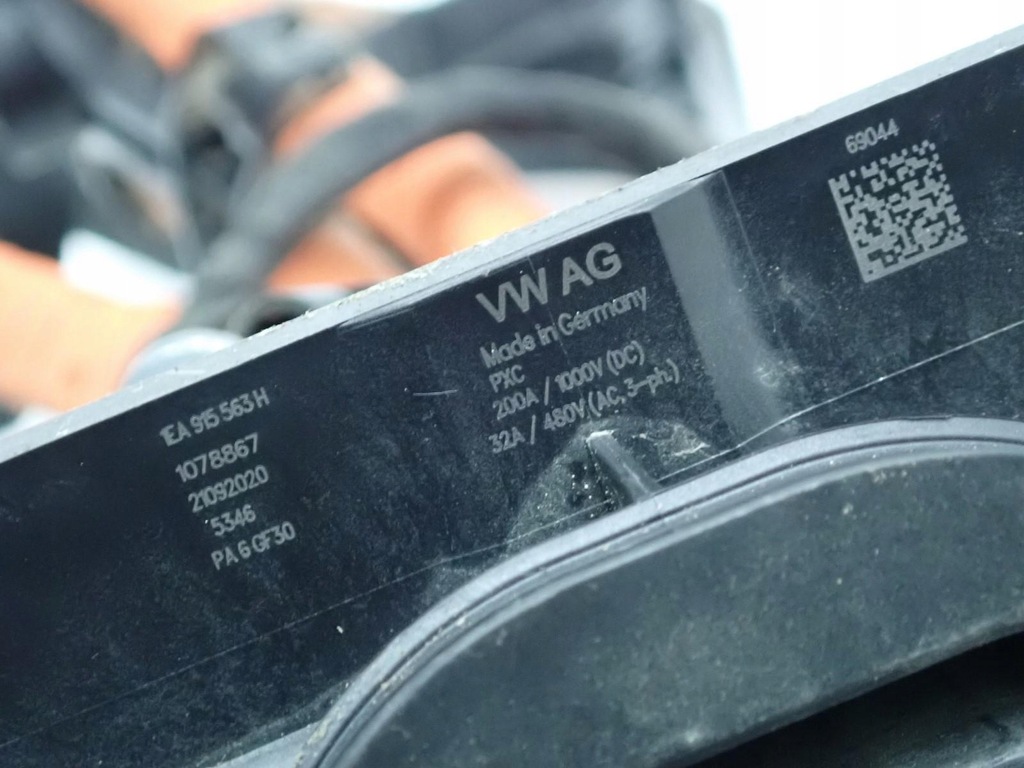 1EA 915 563 H
1078867
21092020
5346
PA 6 GF30
VW AG
Made in Germany
PXC
200A / 1000V (DC)
32A / 480V (AC, 3-ph.)
69044